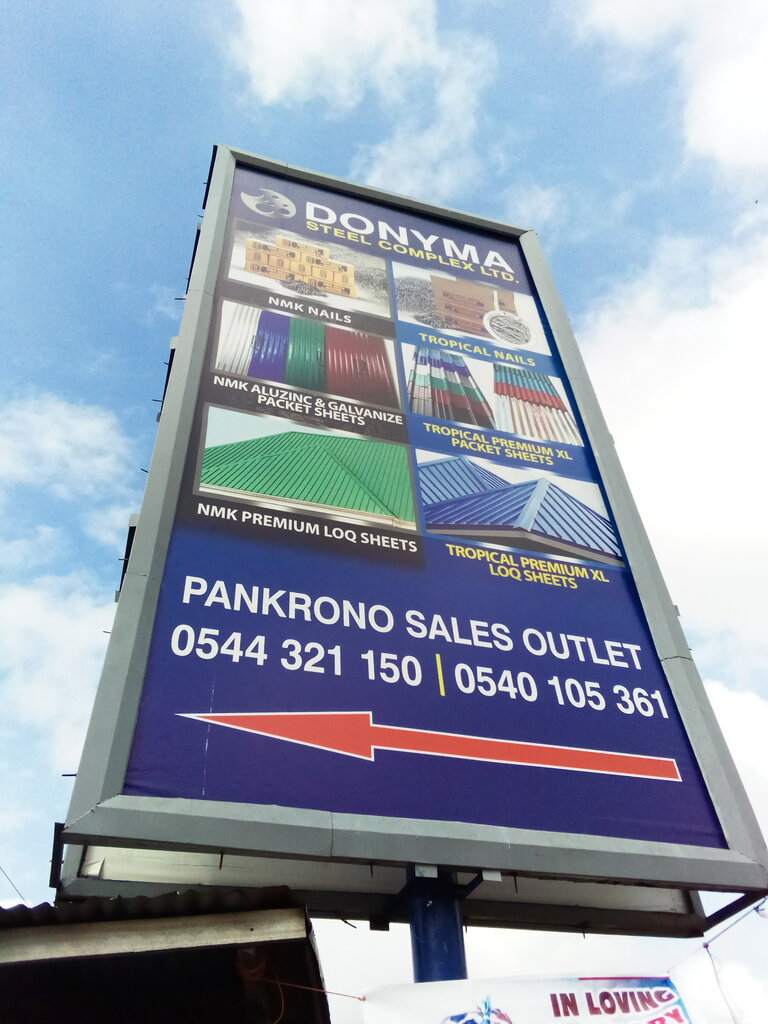 DONYMA
STEEL COMPLEX LTD.
NMK NAILS
TROPICAL NAILS
NMK ALUZINC & GALVANIZE
PACKET SHEETS
TROPICAL PREMIUM XL
PACKET SHEETS
NMK PREMIUM LOQ SHEETS
TROPICAL PREMIUM XL
LOQ SHEETS
PANKRONO SALES OUTLET
0544 321 150 | 0540 105 361
IN LOVING